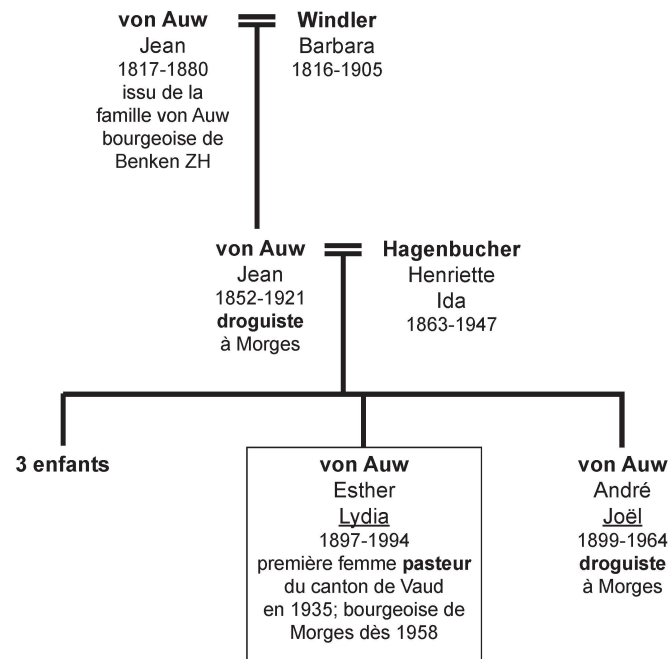 von Auw
Jean
1817-1880
issu de la
famille von Auw
bourgeoise de
Benken ZH
Windler
Barbara
1816-1905
von Auw
Jean
1852-1921
droguiste
à Morges
Hagenbucher
Henriette
Ida
1863-1947
3 enfants
von Auw
Esther
Lydia
1897-1994
première femme pasteur
du canton de Vaud
en 1935; bourgeoise de
Morges dès 1958
von Auw
André
Joël
1899-1964
droguiste
à Morges